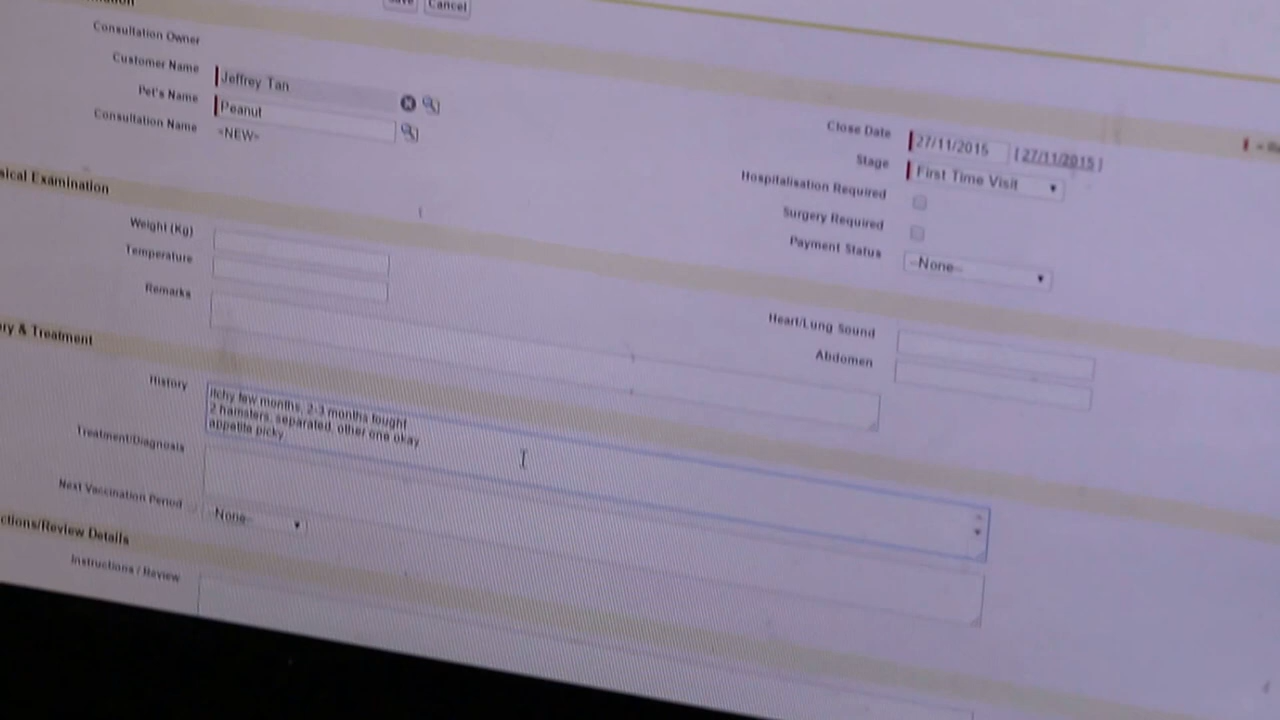 Save Cancel
Consultation Owner
Customer Name Jeffrey Tan
Pet's Name Peanut
Consultation Name -NEW-
Close Date 27/11/2015 [ 27/11/2015 ]
Stage First Time Visit
Hospitalisation Required
Surgery Required
Payment Status --None--
sical Examination
Weight (Kg)
Temperature
Remarks
Heart/Lung Sound
Abdomen
ry & Treatment
History
Itchy few months, 2-3 months fought
2 hamsters, separated, other one okay
appetite picky
Treatment/Diagnosis
Next Vaccination Period --None--
ctions/Review Details
Instructions / Review